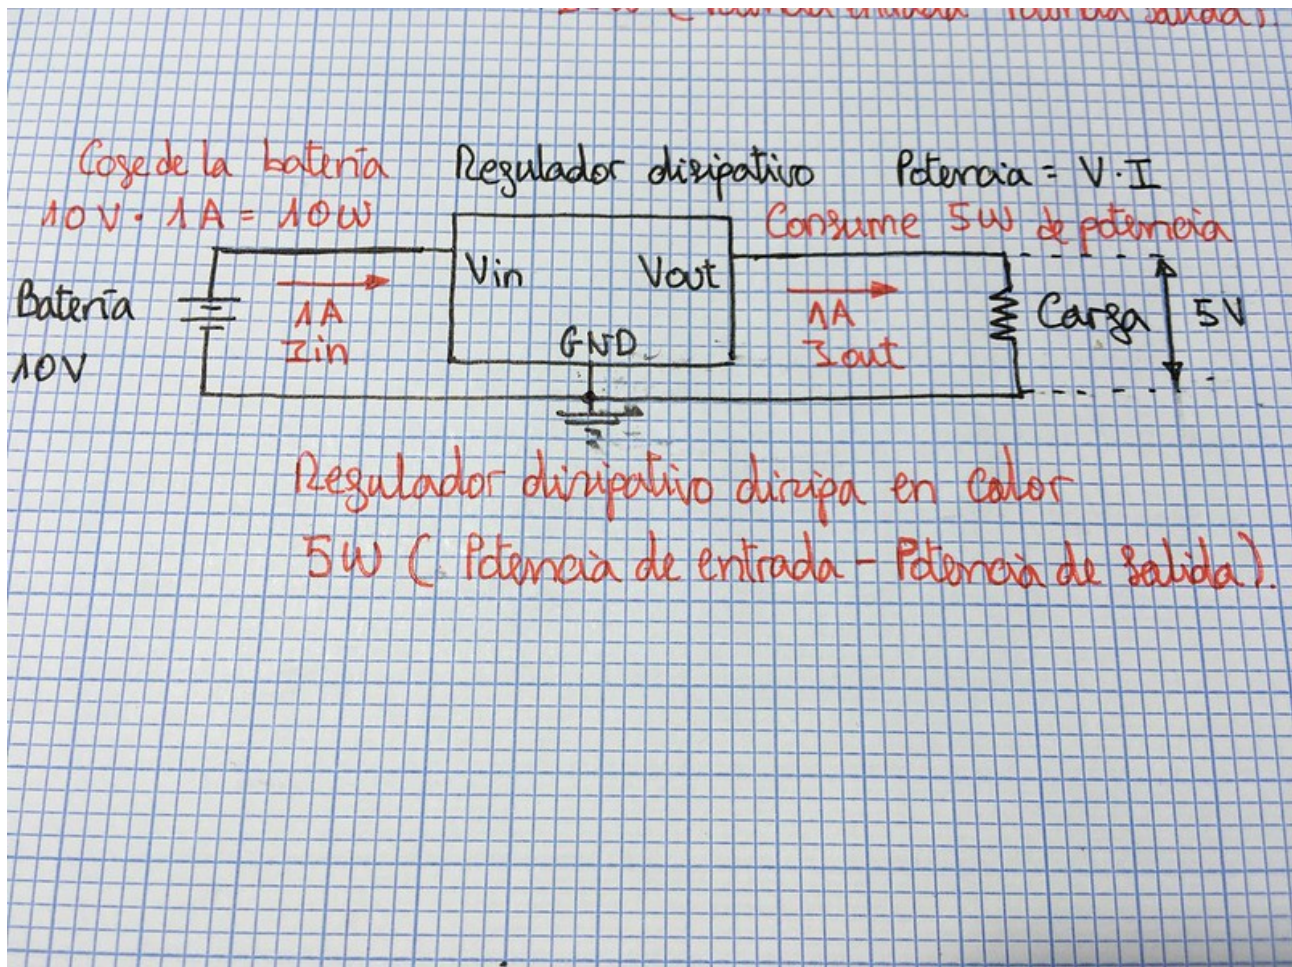 Coge de la batería Regulador disipativo Potencia = V·I
10V · 1A = 10W Consume 5W de potencia
Vin Vout
Batería 1A 1A Carga 5V
Iin GND Iout
10V
Regulador disipativo disipa en calor
5W ( Potencia de entrada - Potencia de salida).